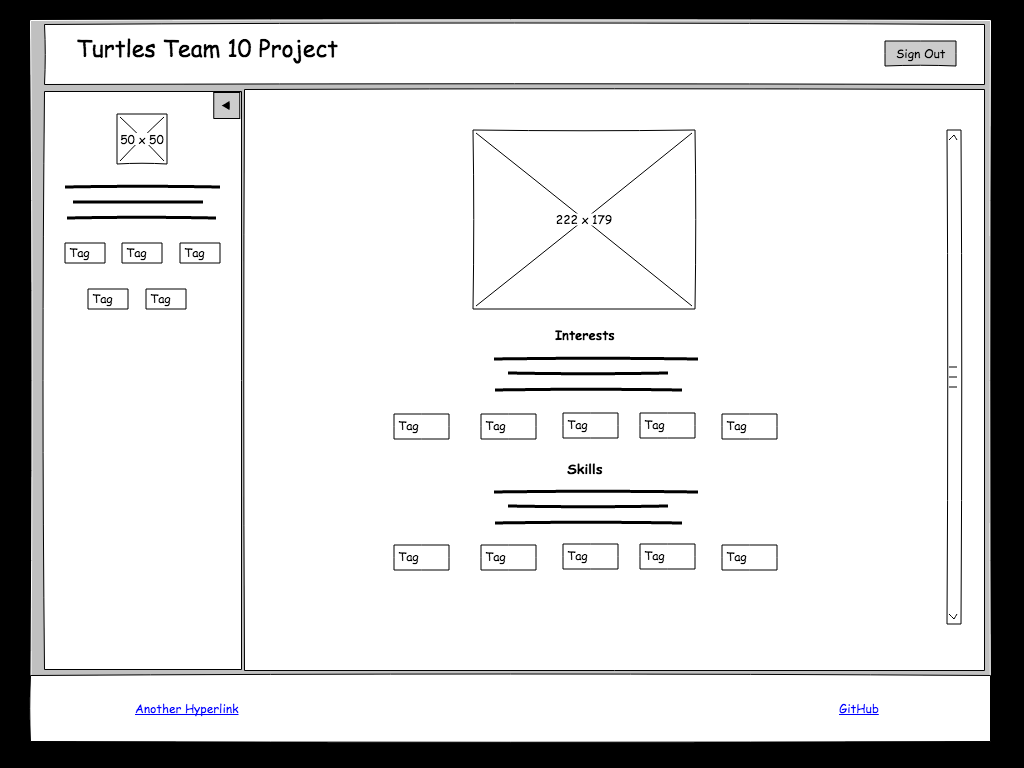 Turtles Team 10 Project
Sign Out
50 x 50
Tag Tag Tag
Tag Tag
222 x 179
Interests
Tag Tag Tag Tag Tag
Skills
Tag Tag Tag Tag Tag
Another Hyperlink
GitHub